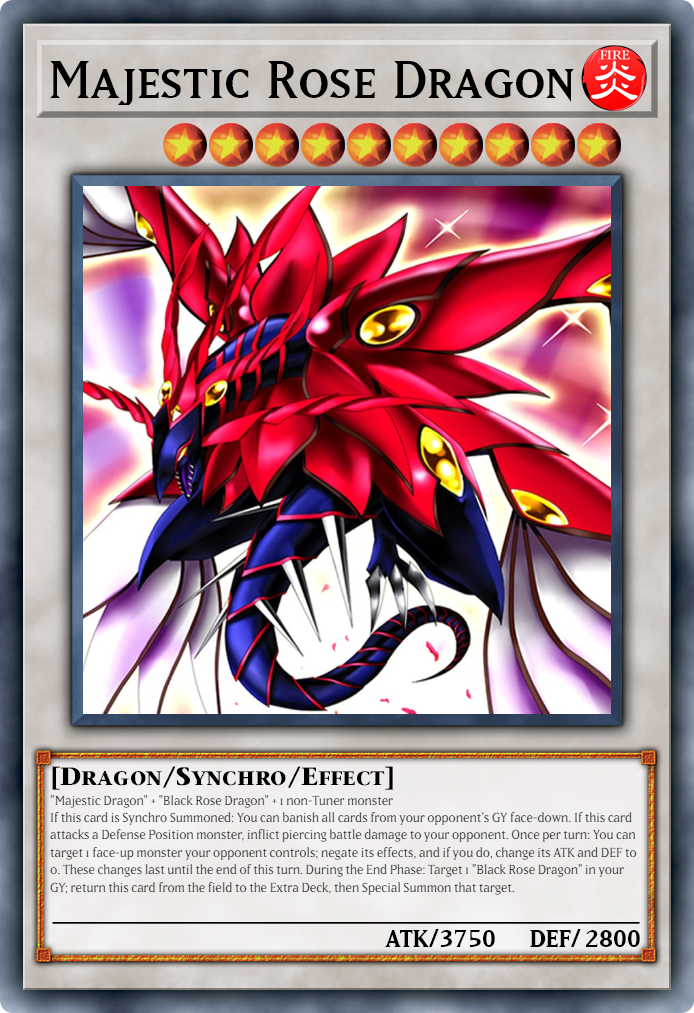 Majestic Rose Dragon
FIRE
炎
[Dragon/Synchro/Effect]
"Majestic Dragon" + "Black Rose Dragon" + 1 non-Tuner monster
If this card is Synchro Summoned: You can banish all cards from your opponent's GY face-down. If this card
attacks a Defense Position monster, inflict piercing battle damage to your opponent. Once per turn: You can
target 1 face-up monster your opponent controls; negate its effects, and if you do, change its ATK and DEF to
0. These changes last until the end of this turn. During the End Phase: Target 1 "Black Rose Dragon" in your
GY; return this card from the field to the Extra Deck, then Special Summon that target.
ATK/3750 DEF/ 2800